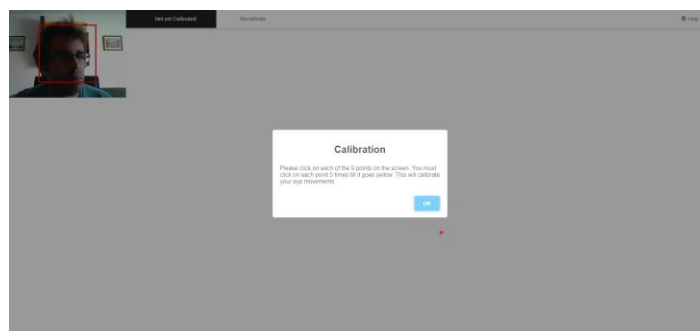 Not yet Calibrated
Recalibrate
Help
Calibration
Please click on each of the 9 points on the screen. You must
click on each point 5 times till it goes yellow. This will calibrate
your eye movements.
OK